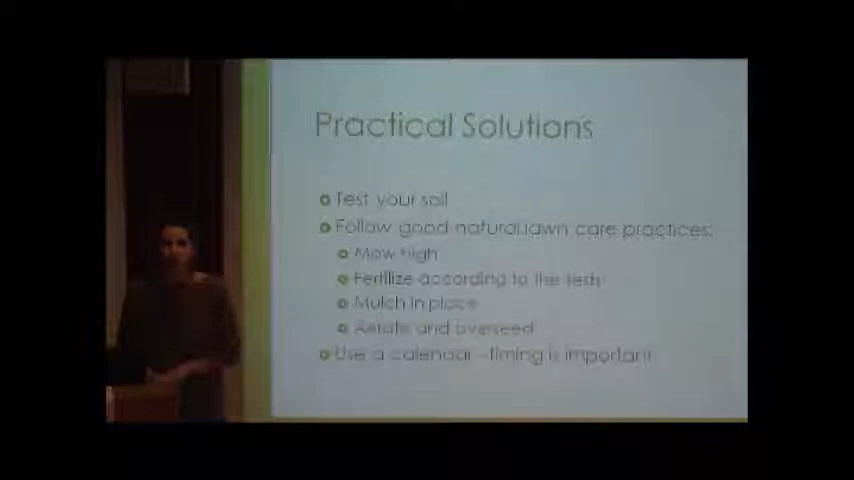 Practical Solutions
Test your soil
Follow good natural lawn care practices:
Mow high
Fertilize according to the tests
Mulch in place
Aerate and overseed
Use a calendar - timing is important